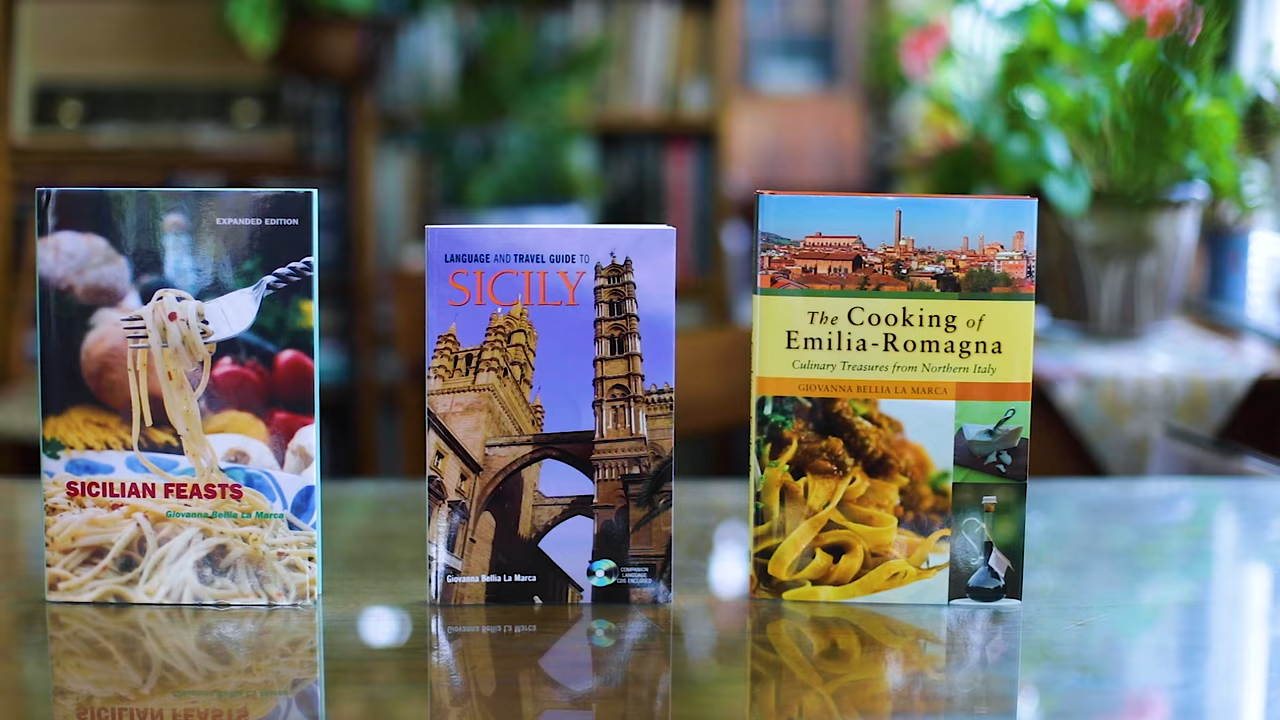 EXPANDED EDITION
SICILIAN FEASTS
Giovanna Bellia La Marca
LANGUAGE AND TRAVEL GUIDE TO
SICILY
Giovanna Bellia La Marca
COMPANION
LANGUAGE
CDS ENCLOSED
The Cooking of
Emilia-Romagna
Culinary Treasures from Northern Italy
GIOVANNA BELLIA LA MARCA